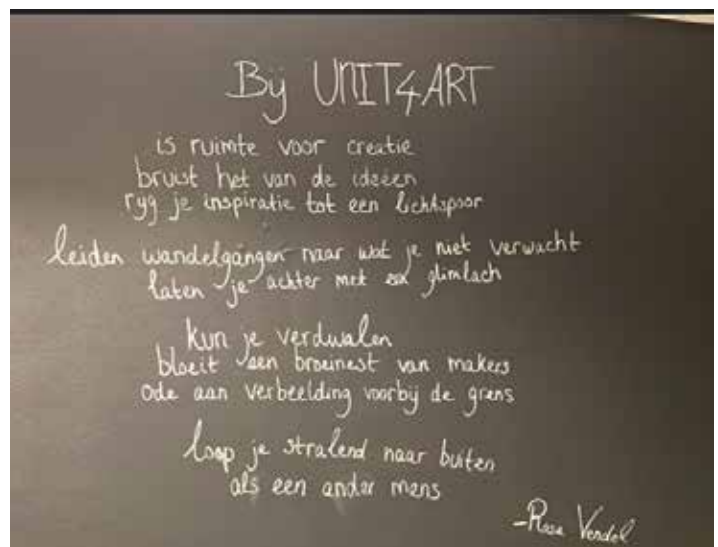 Bij UNIT4ART
is ruimte voor creatie
bruist het van de ideeën
ryg je inspiratie tot een lichtspoor
leiden wandelgangen naar wat je niet verwacht
laten je achter met een glimlach
kun je verdwalen
bloeit een broeinest van makers
ode aan verbeelding voorbij de grens
loop je stralend naar buiten
als een ander mens
-Rosa Vendel